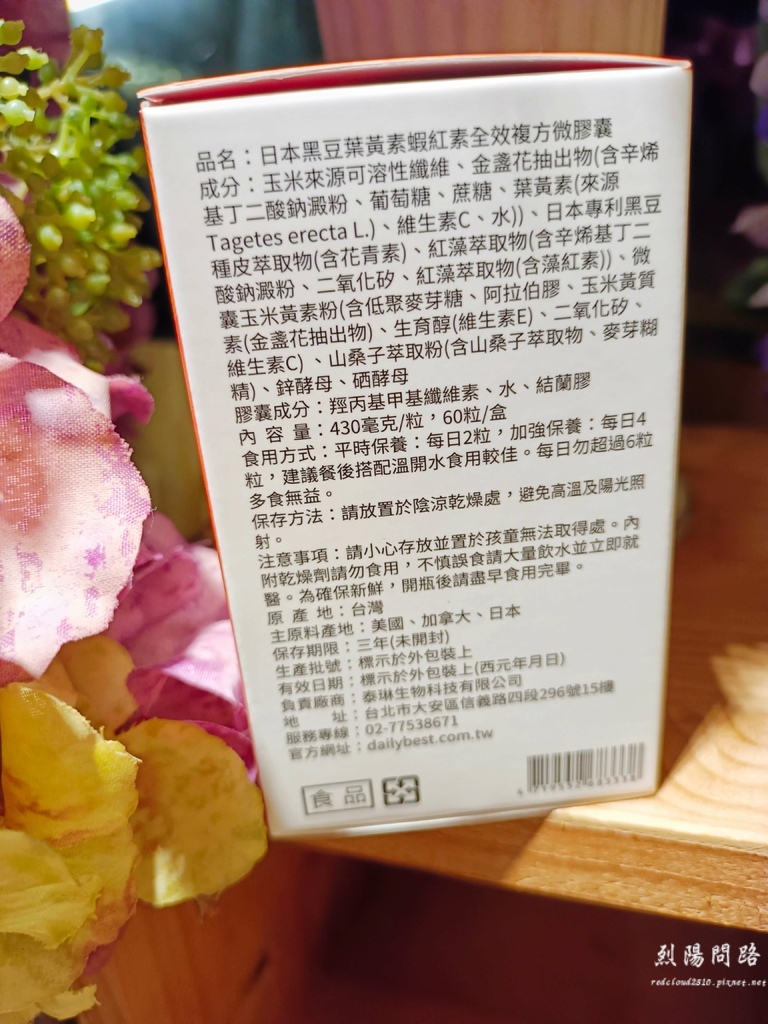 品名：日本黑豆葉黃素蝦紅素全效複方微膠囊
成分：玉米來源可溶性纖維、金盞花抽出物(含辛烯
基丁二酸鈉澱粉、葡萄糖、蔗糖、葉黃素(來源
Tagetes erecta L.)、維生素C、水))、日本專利黑豆
種皮萃取物(含花青素)、紅藻萃取物(含辛烯基丁二
酸鈉澱粉、二氧化矽、紅藻萃取物(含藻紅素))、微
囊玉米黃素粉(含低聚麥芽糖、阿拉伯膠、玉米黃質
素(金盞花抽出物)、生育醇(維生素E)、二氧化矽、
維生素C) 、山桑子萃取粉(含山桑子萃取物、麥芽糊
精)、鋅酵母、硒酵母
膠囊成分：羥丙基甲基纖維素、水、結蘭膠
內 容 量：430毫克/粒，60粒/盒
食用方式：平時保養：每日2粒，加強保養：每日4
粒，建議餐後搭配溫開水食用較佳。每日勿超過6粒
多食無益。
保存方法：請放置於陰涼乾燥處，避免高溫及陽光照
射。
注意事項：請小心存放並置於孩童無法取得處。內
附乾燥劑請勿食用，不慎誤食請大量飲水並立即就
醫。為確保新鮮，開瓶後請盡早食用完畢。
原 產 地：台灣
主原料產地：美國、加拿大、日本
保存期限：三年(未開封)
生產批號：標示於外包裝上
有效日期：標示於外包裝上(西元年月日)
負責廠商：泰琳生物科技有限公司
地 址：台北市大安區信義路四段296號15樓
服務專線：02-77538671
官方網址：dailybest.com.tw
食品
烈陽問路
redcloud2810.pixnet.net